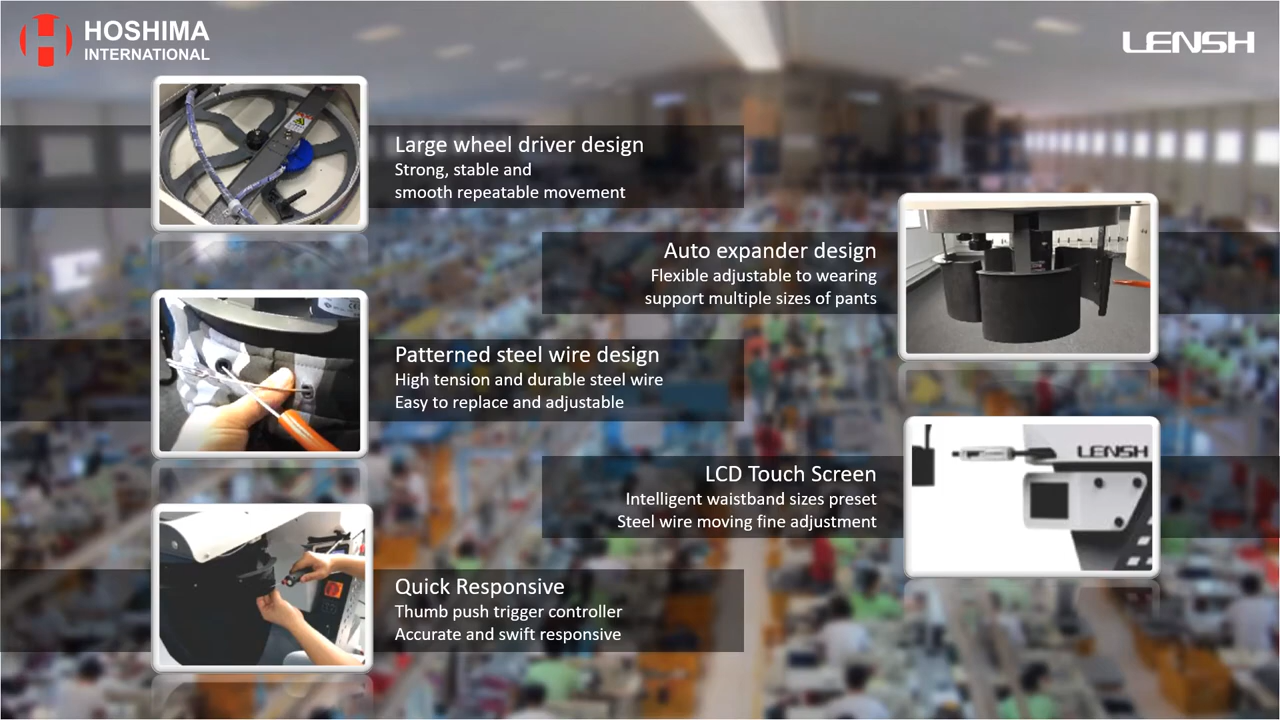 HOSHIMA
INTERNATIONAL
LENSH
Large wheel driver design
Strong, stable and
smooth repeatable movement
Auto expander design
Flexible adjustable to wearing
support multiple sizes of pants
Patterned steel wire design
High tension and durable steel wire
Easy to replace and adjustable
LCD Touch Screen
Intelligent waistband sizes preset
Steel wire moving fine adjustment
LENSH
Quick Responsive
Thumb push trigger controller
Accurate and swift responsive